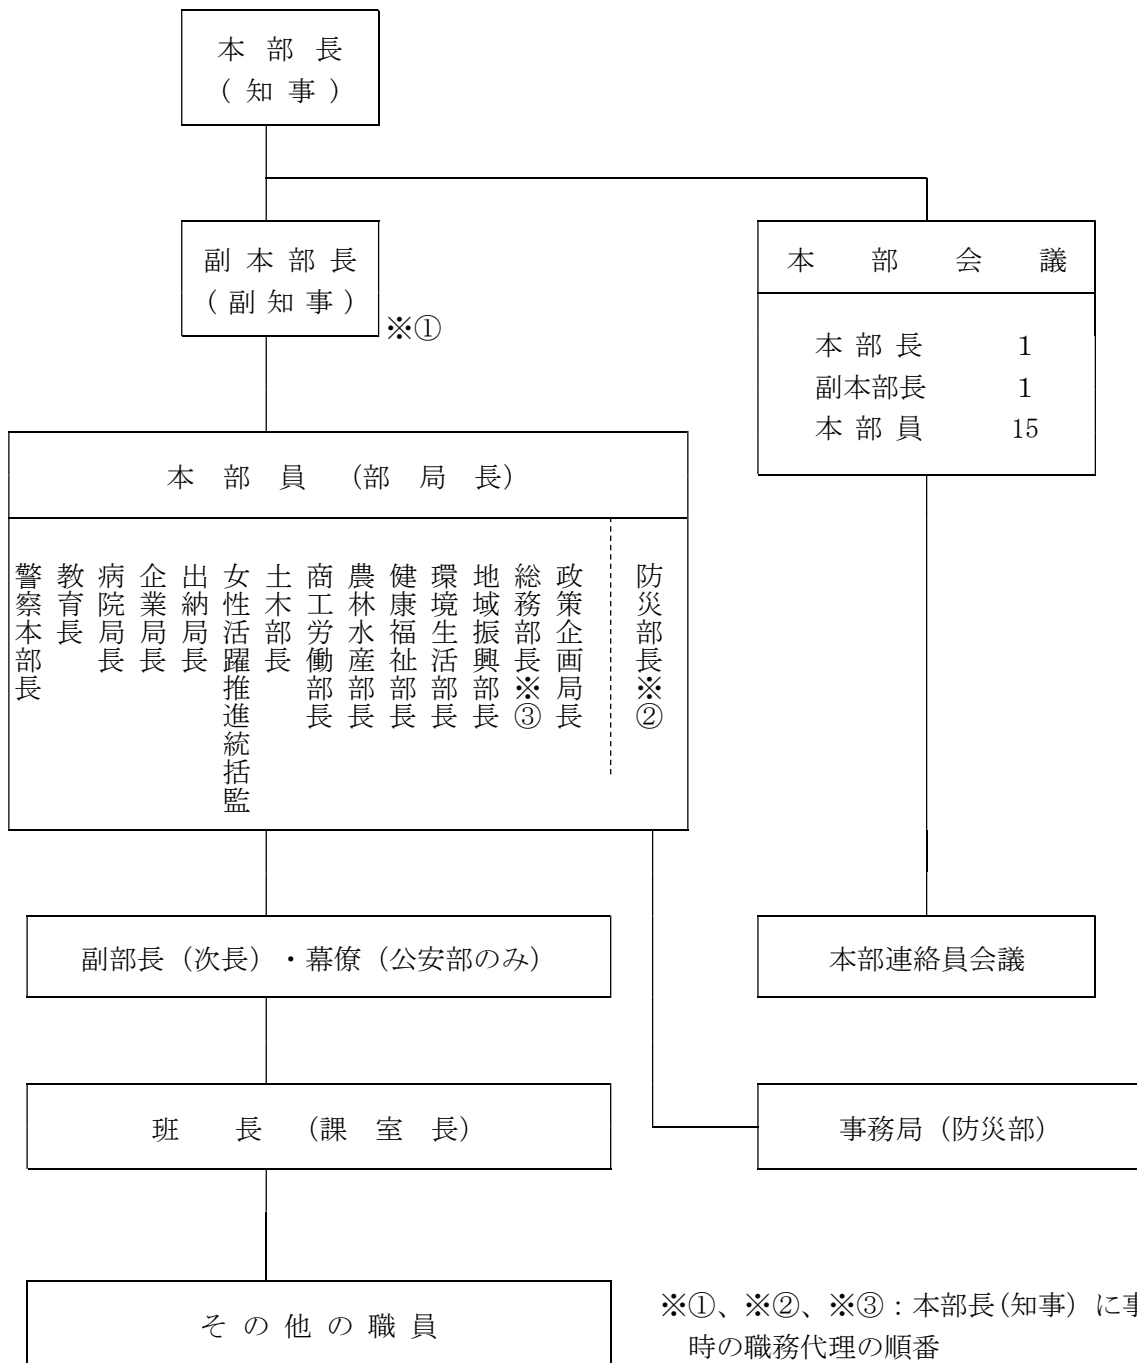 本部長
(知事)
副本部長
(副知事)
※①
本部会議
本部長 1
副本部長 1
本部員 15
本部員 (部局長)
防災部長※②
政策企画局長
総務部長※③
地域振興部長
環境生活部長
健康福祉部長
農林水産部長
商工労働部長
土木部長
女性活躍推進統括監
出納局長
企業局長
病院局長
教育長
警察本部長
副部長(次長)・幕僚(公安部のみ)
本部連絡員会議
班長 (課室長)
事務局(防災部)
その他の職員
※①、※②、※③:本部長(知事)に事
時の職務代理の順番